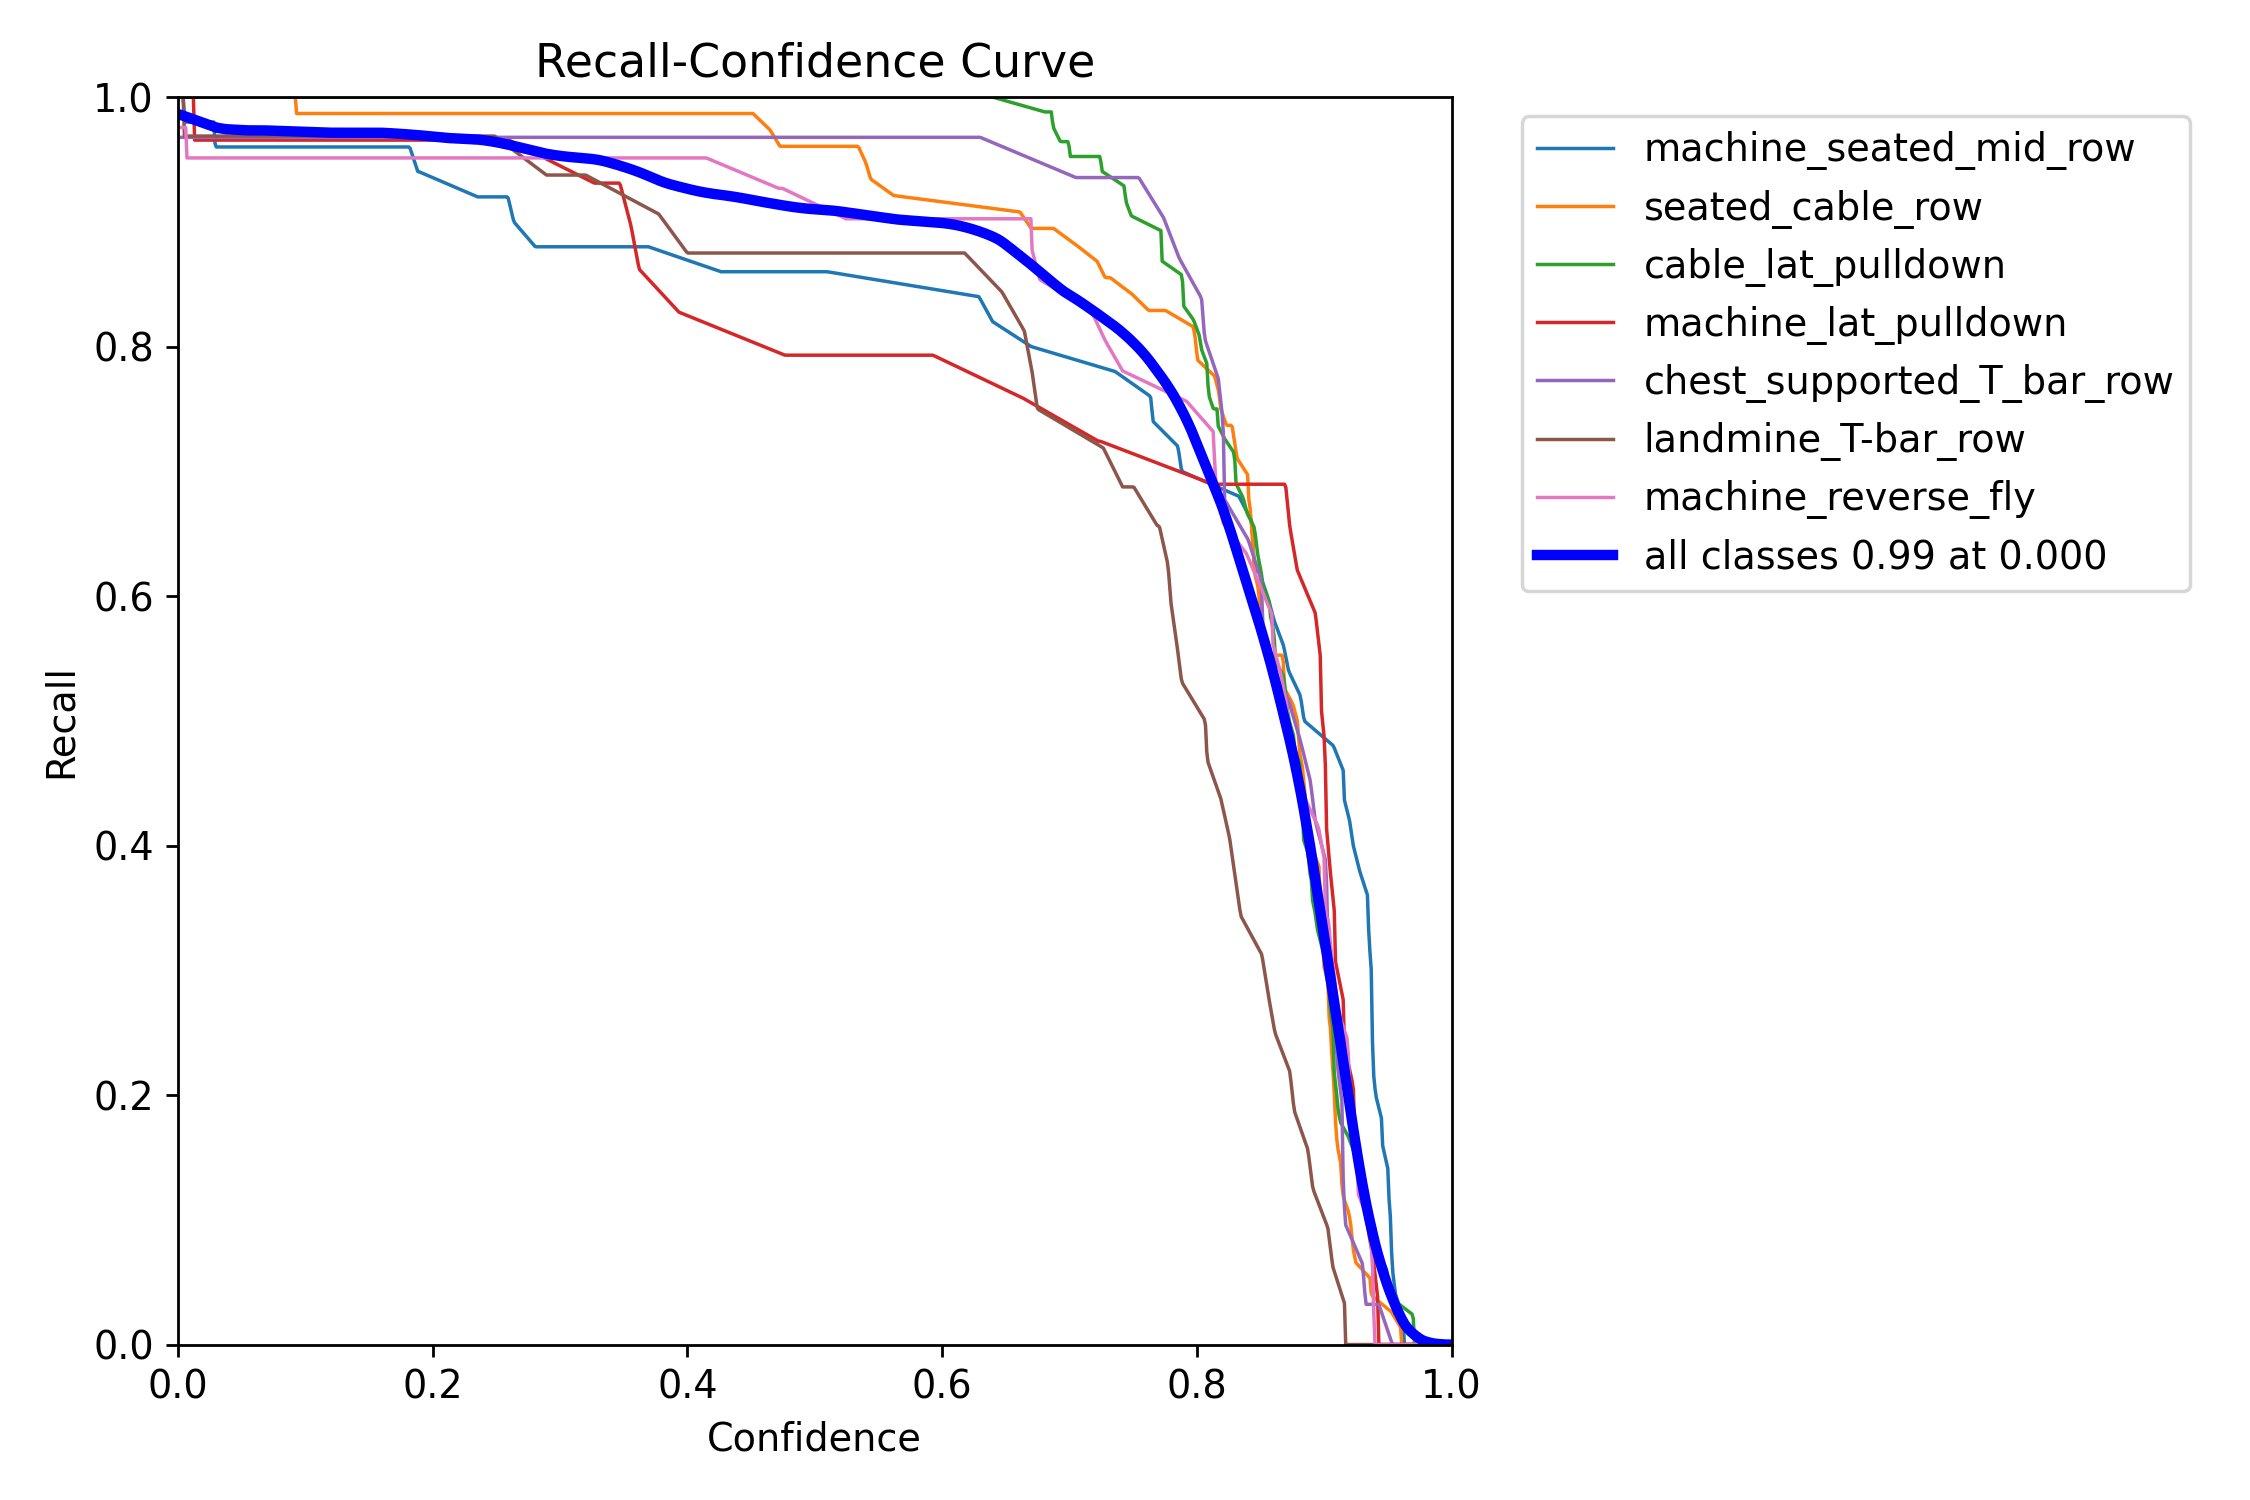 Recall-Confidence Curve
1.0
0.8
0.6
0.4
0.2
0.0
Recall
0.0 0.2 0.4 0.6 0.8 1.0
Confidence
machine_seated_mid_row
seated_cable_row
cable_lat_pulldown
machine_lat_pulldown
chest_supported_T_bar_row
landmine_T-bar_row
machine_reverse_fly
all classes 0.99 at 0.000